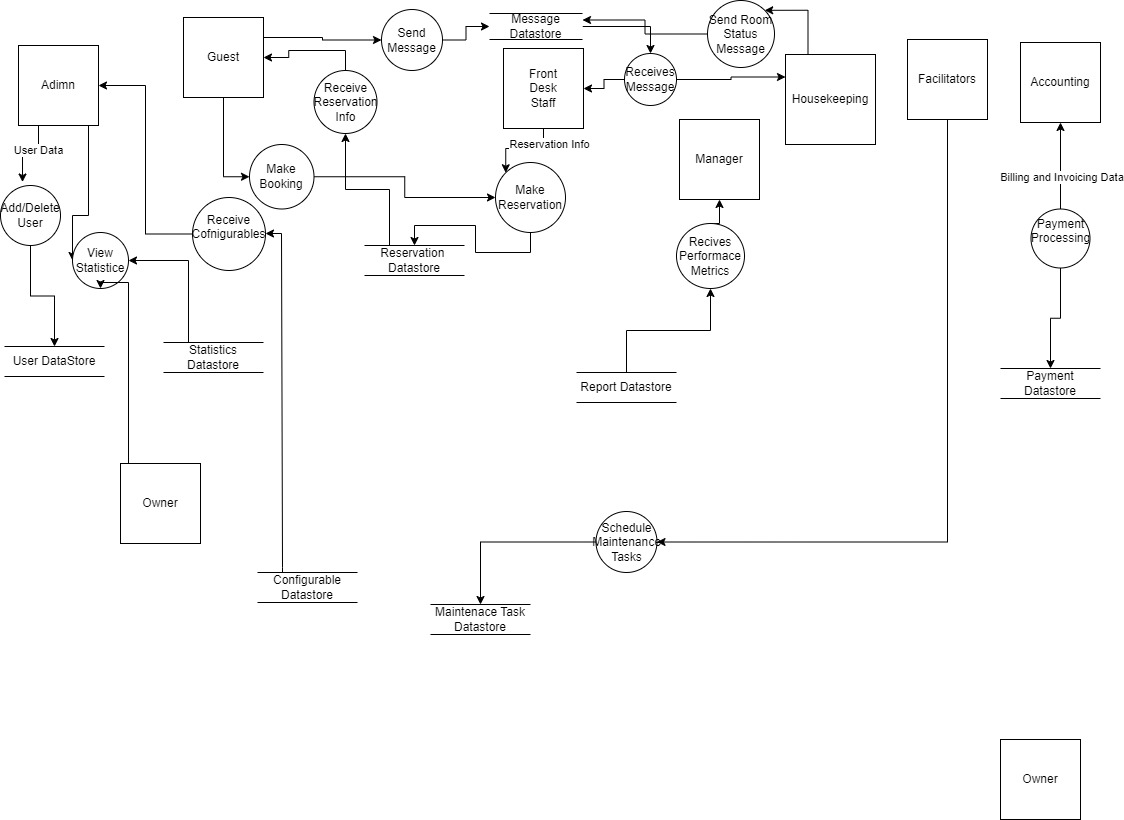 Message
Datastore
Send Room
Status
Message
Send
Message
Guest
Adimn
Receive
Reservation
Info
Front
Desk
Staff
Receives
Message
Housekeeping
Facilitators
Accounting
User Data
Reservation Info
Manager
Make
Booking
Make
Reservation
Billing and Invoicing Data
Add/Delete
User
Receive
Cofnigurables
View
Statistice
Reservation
Datastore
Recives
Performace
Metrics
Payment
Processing
User DataStore
Statistics
Datastore
Report Datastore
Payment
Datastore
Owner
Schedule
Maintenance
Tasks
Configurable
Datastore
Maintenace Task
Datastore
Owner